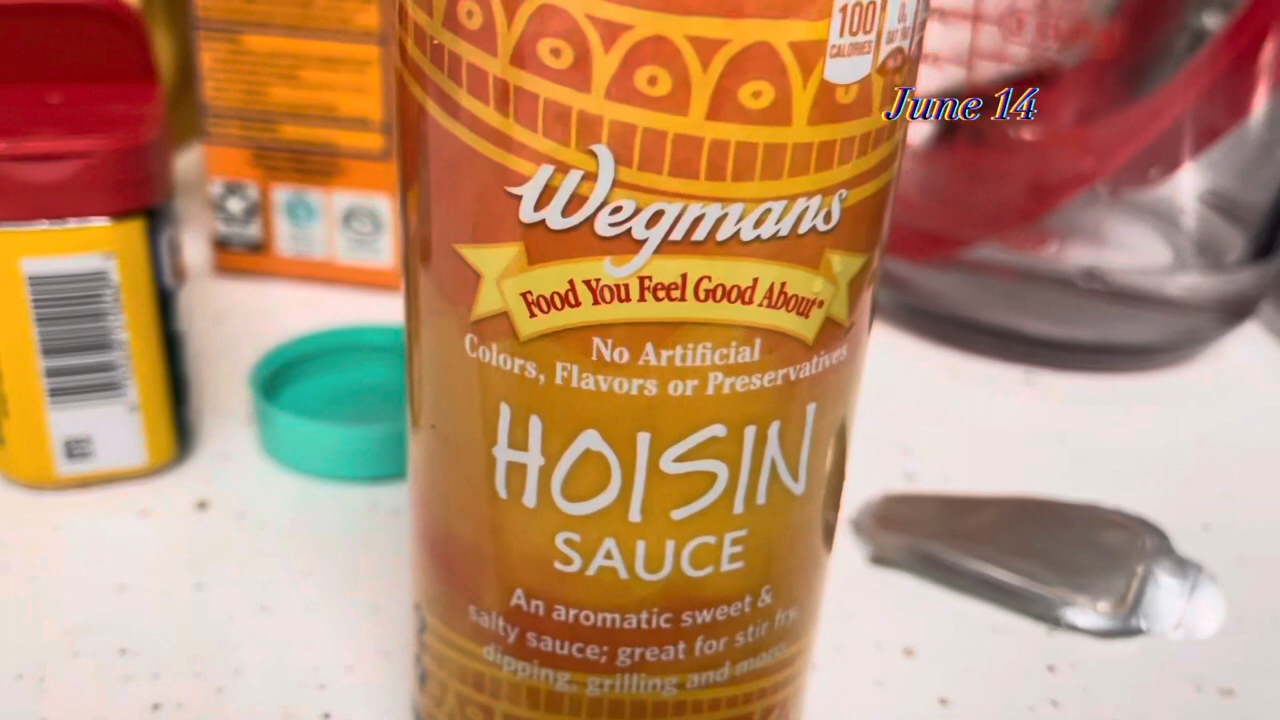 100
CALORIES
June 14
Wegmans
Food You Feel Good About
No Artificial
Colors, Flavors or Preservatives
HOISIN
SAUCE
An aromatic sweet &
salty sauce; great for stir fry,
dipping, grilling and more.